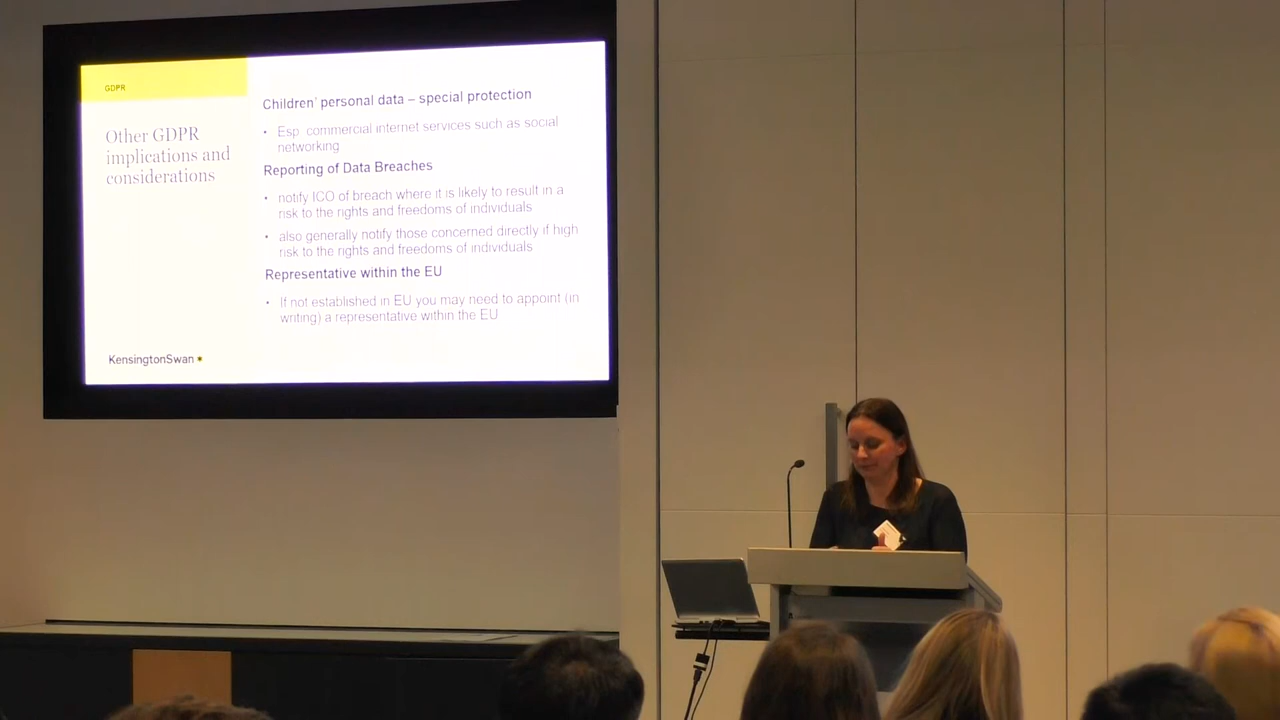 GDPR
Other GDPR
implications and
considerations
Children' personal data – special protection
• Esp commercial internet services such as social
networking
Reporting of Data Breaches
• notify ICO of breach where it is likely to result in a
risk to the rights and freedoms of individuals
• also generally notify those concerned directly if high
risk to the rights and freedoms of individuals
Representative within the EU
• If not established in EU you may need to appoint (in
writing) a representative within the EU
KensingtonSwan*